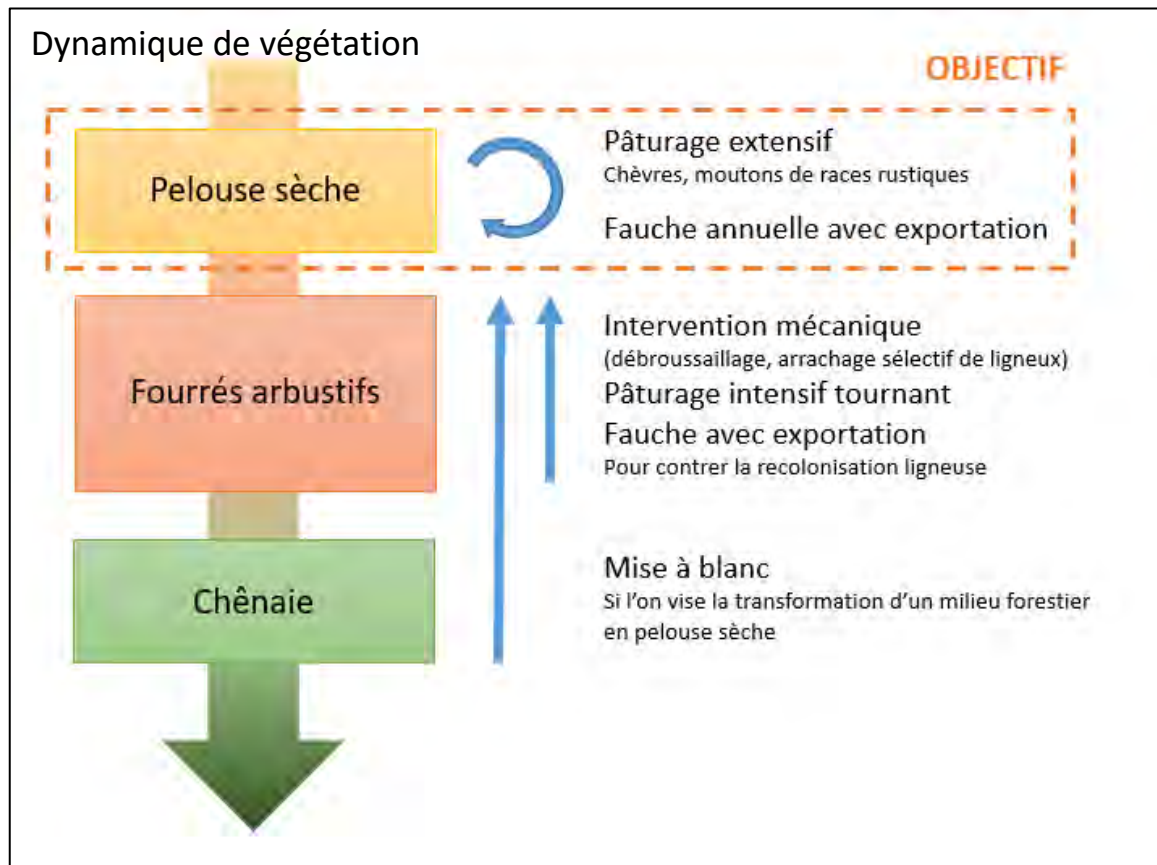 Dynamique de végétation
OBJECTIF
Pelouse sèche
Pâturage extensif
Chèvres, moutons de races rustiques
Fauche annuelle avec exportation
Fourrés arbustifs
Intervention mécanique
(débroussaillage, arrachage sélectif de ligneux)
Pâturage intensif tournant
Fauche avec exportation
Pour contrer la recolonisation ligneuse
Chênaie
Mise à blanc
Si l'on vise la transformation d'un milieu forestier
en pelouse sèche